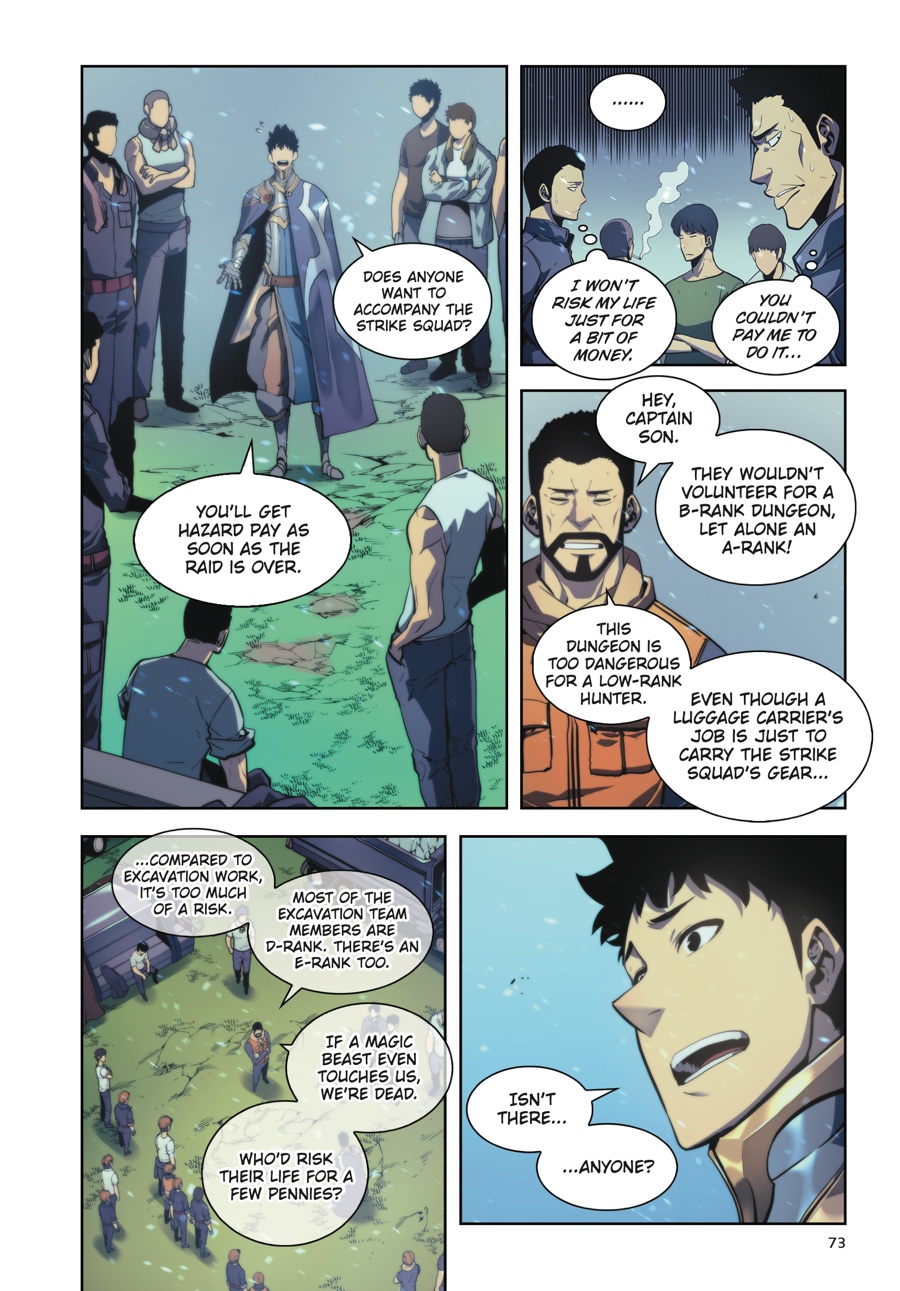 DOES ANYONE
WANT TO
ACCOMPANY THE
STRIKE SQUAD?
YOU'LL GET
HAZARD PAY AS
SOON AS THE
RAID IS OVER.
......
I WON'T
RISK MY LIFE
JUST FOR
A BIT OF
MONEY.
YOU
COULDN'T
PAY ME TO
DO IT...
HEY,
CAPTAIN
SON.
THEY WOULDN'T
VOLUNTEER FOR A
B-RANK DUNGEON,
LET ALONE AN
A-RANK!
THIS
DUNGEON IS
TOO DANGEROUS
FOR A LOW-RANK
HUNTER.
EVEN THOUGH A
LUGGAGE CARRIER'S
JOB IS JUST TO
CARRY THE STRIKE
SQUAD'S GEAR...
...COMPARED TO
EXCAVATION WORK,
IT'S TOO MUCH
OF A RISK.
MOST OF THE
EXCAVATION TEAM
MEMBERS ARE
D-RANK. THERE'S AN
E-RANK TOO.
IF A MAGIC
BEAST EVEN
TOUCHES US,
WE'RE DEAD.
WHO'D RISK
THEIR LIFE FOR A
FEW PENNIES?
ISN'T
THERE...
...ANYONE?
73